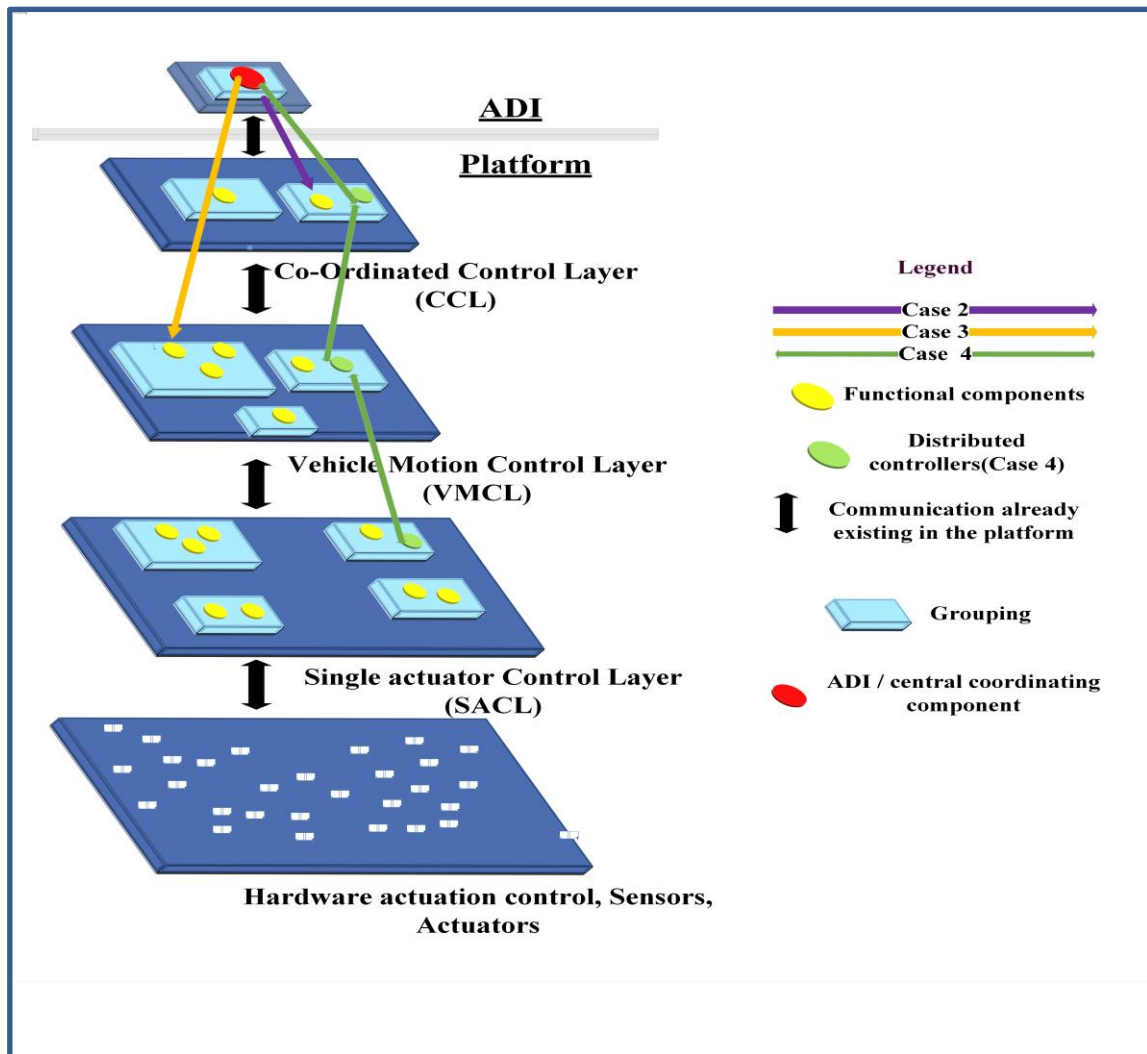 ADI
Platform
Co-Ordinated Control Layer
(CCL)
Vehicle Motion Control Layer
(VMCL)
Single actuator Control Layer
(SACL)
Hardware actuation control, Sensors,
Actuators
Legend
Case 2
Case 3
Case 4
Functional components
Distributed
controllers(Case 4)
Communication already
existing in the platform
Grouping
ADI / central coordinating
component